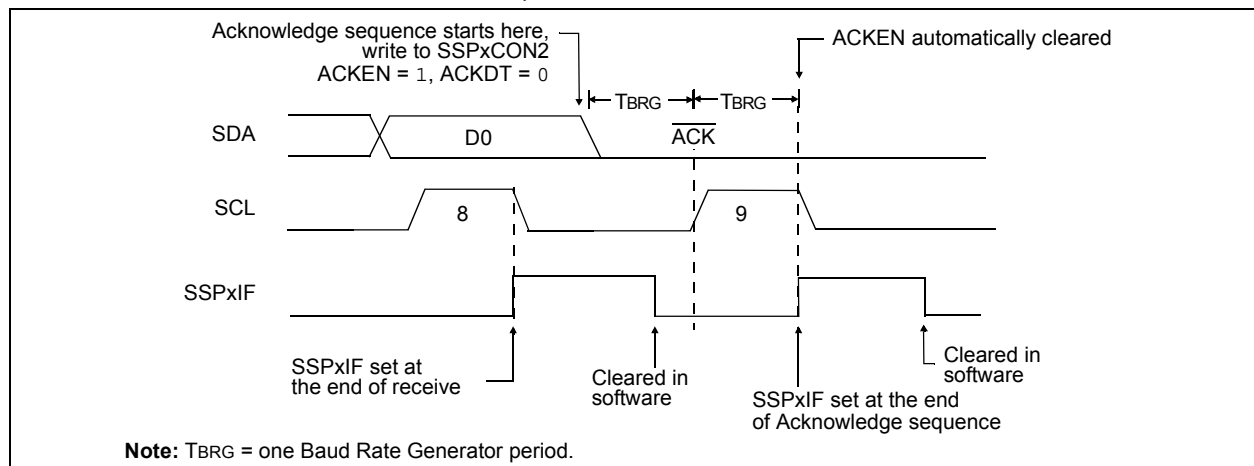 Acknowledge sequence starts here,
write to SSPxCON2
ACKEN = 1, ACKDT = 0
ACKEN automatically cleared
TBRG
TBRG
SDA
D0
ACK
SCL
8
9
SSPxIF
SSPxIF set at
the end of receive
Cleared in
software
SSPxIF set at the end
of Acknowledge sequence
Cleared in
software
Note: TBRG = one Baud Rate Generator period.